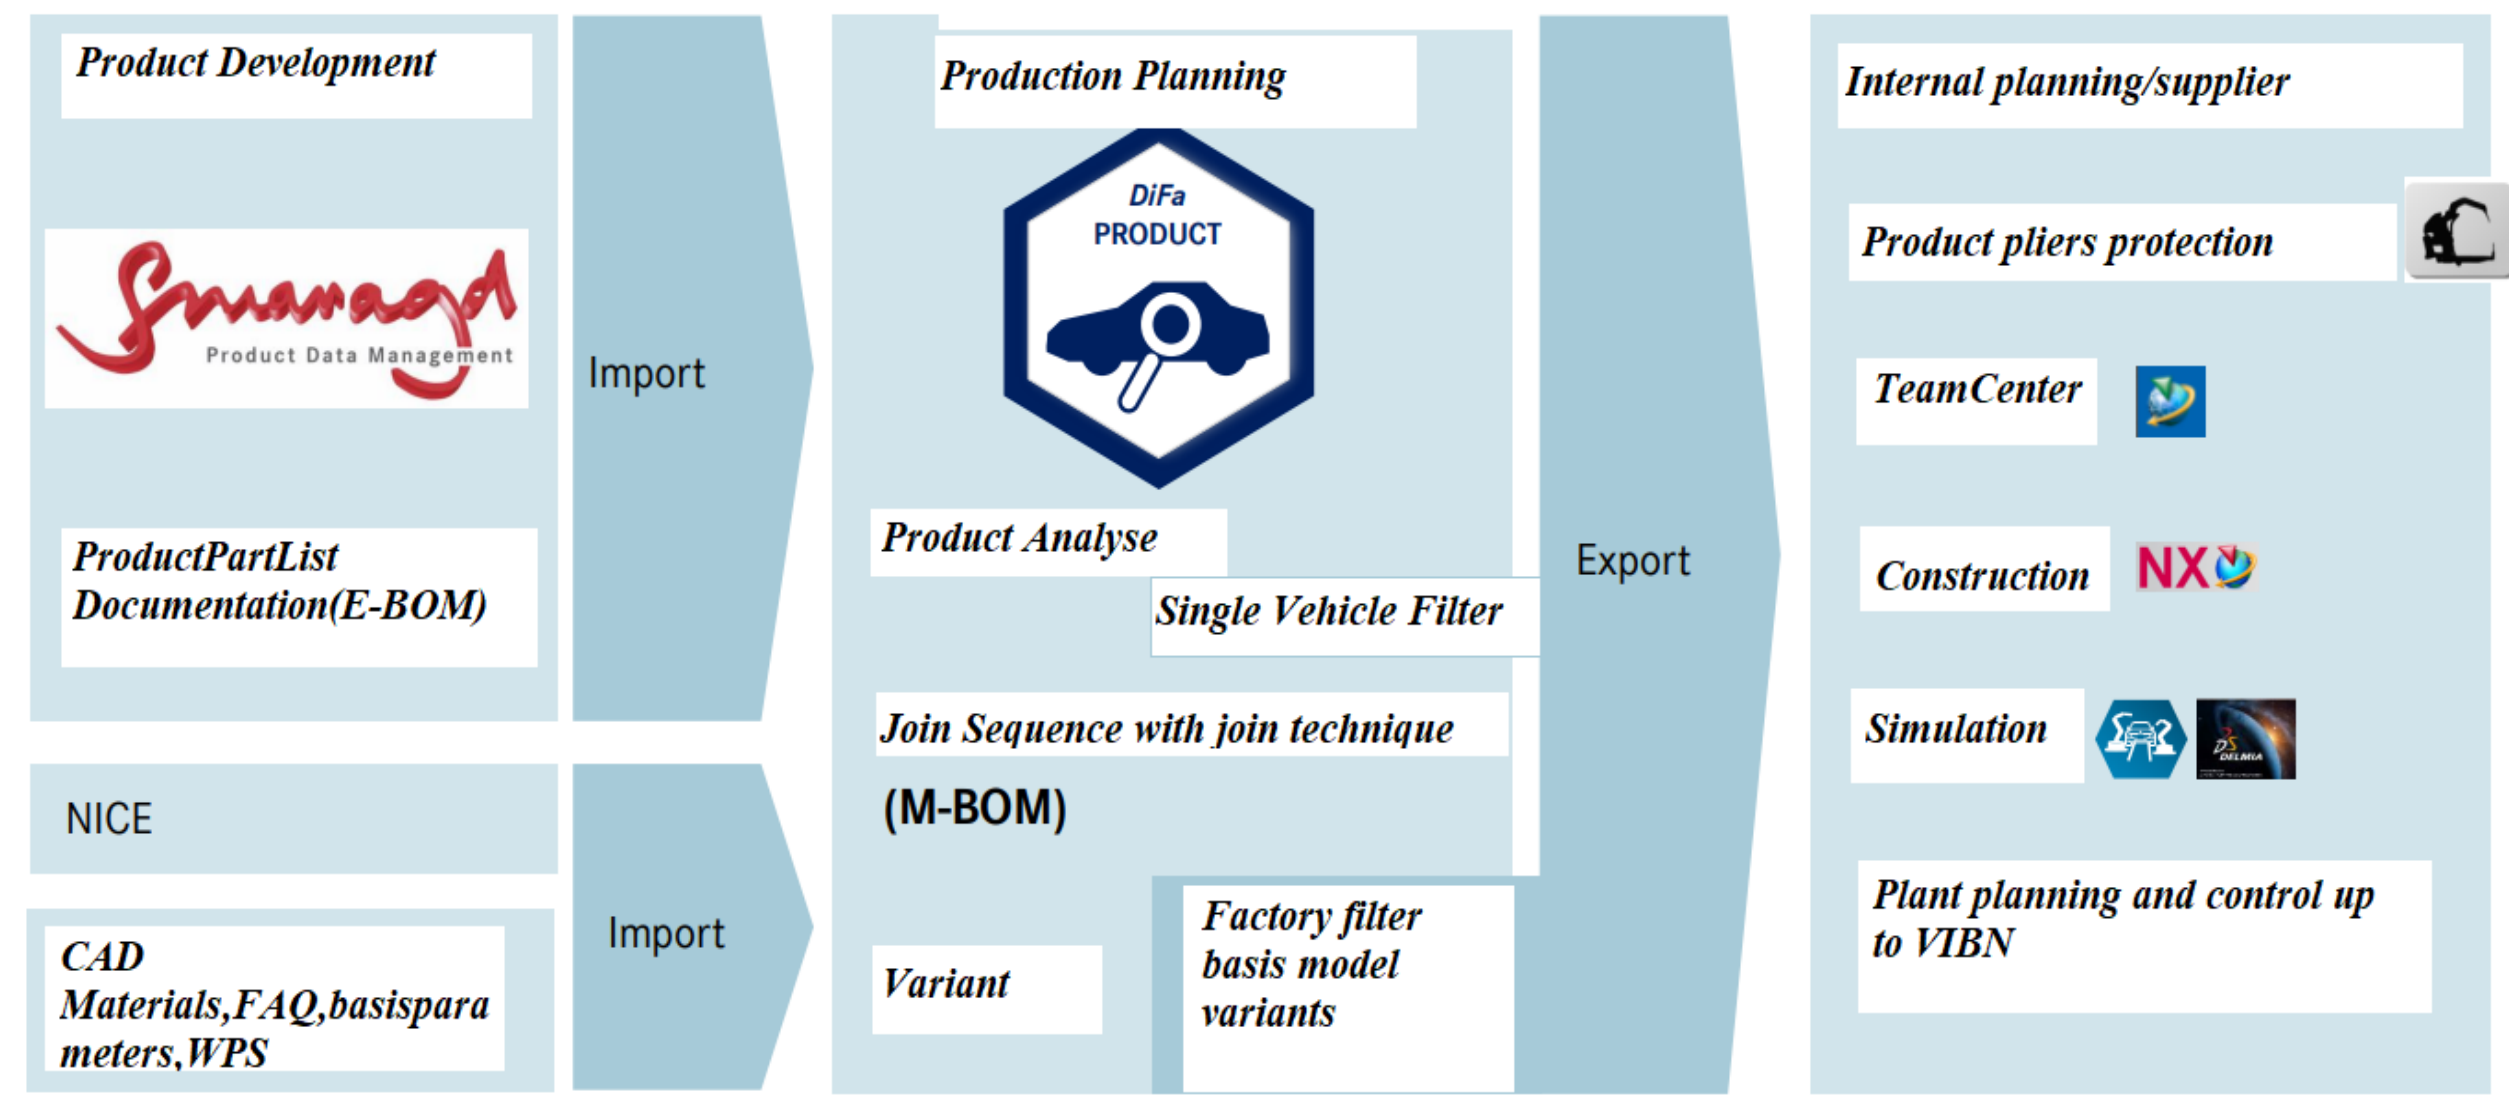 Product Development
Smaragd
Product Data Management
ProductPartList
Documentation(E-BOM)
NICE
CAD
Materials,FAQ,basispara
meters,WPS
Import
Import
Production Planning
DiFa
PRODUCT
Product Analyse
Single Vehicle Filter
Join Sequence with join technique
(M-BOM)
Variant
Factory filter
basis model
variants
Export
Internal planning/supplier
Product pliers protection
TeamCenter
Construction
NX
Simulation
DS
DELMIA
Plant planning and control up
to VIBN